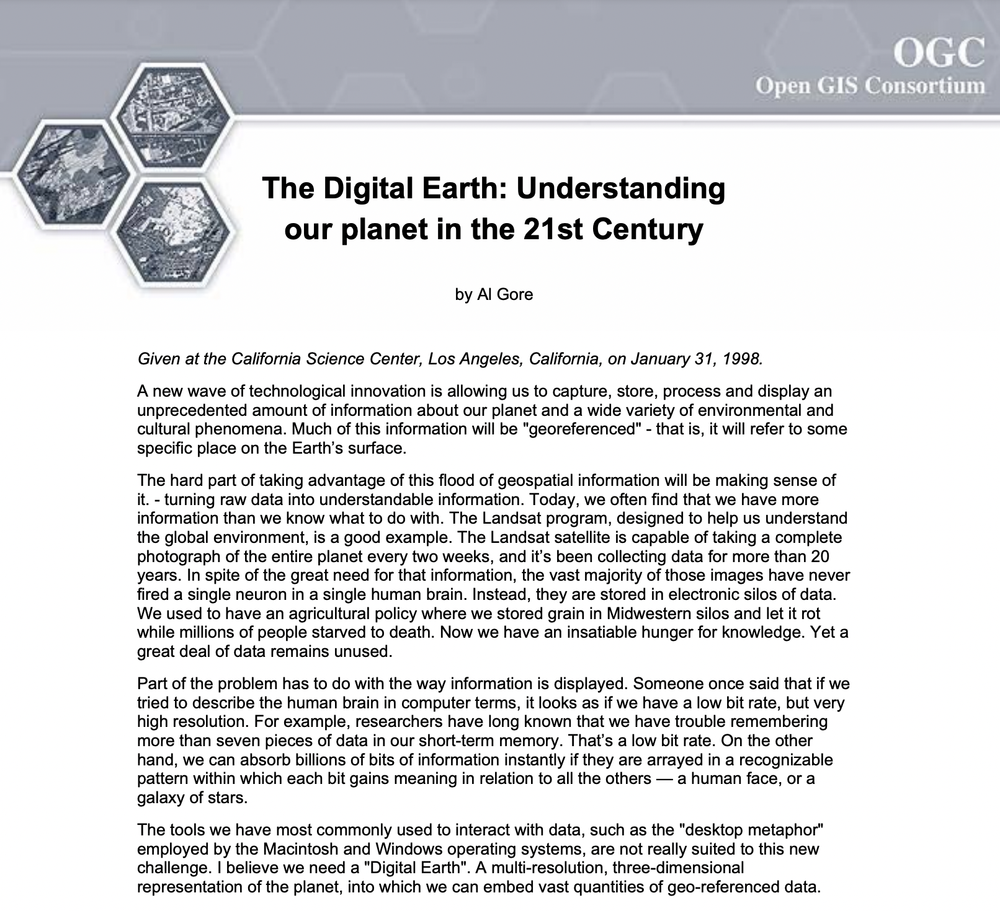 OGC
Open GIS Consortium
The Digital Earth: Understanding
our planet in the 21st Century
by Al Gore
Given at the California Science Center, Los Angeles, California, on January 31, 1998.
A new wave of technological innovation is allowing us to capture, store, process and display an
unprecedented amount of information about our planet and a wide variety of environmental and
cultural phenomena. Much of this information will be "georeferenced" - that is, it will refer to some
specific place on the Earth’s surface.
The hard part of taking advantage of this flood of geospatial information will be making sense of
it. - turning raw data into understandable information. Today, we often find that we have more
information than we know what to do with. The Landsat program, designed to help us understand
the global environment, is a good example. The Landsat satellite is capable of taking a complete
photograph of the entire planet every two weeks, and it’s been collecting data for more than 20
years. In spite of the great need for that information, the vast majority of those images have never
fired a single neuron in a single human brain. Instead, they are stored in electronic silos of data.
We used to have an agricultural policy where we stored grain in Midwestern silos and let it rot
while millions of people starved to death. Now we have an insatiable hunger for knowledge. Yet a
great deal of data remains unused.
Part of the problem has to do with the way information is displayed. Someone once said that if we
tried to describe the human brain in computer terms, it looks as if we have a low bit rate, but very
high resolution. For example, researchers have long known that we have trouble remembering
more than seven pieces of data in our short-term memory. That’s a low bit rate. On the other
hand, we can absorb billions of bits of information instantly if they are arrayed in a recognizable
pattern within which each bit gains meaning in relation to all the others — a human face, or a
galaxy of stars.
The tools we have most commonly used to interact with data, such as the "desktop metaphor"
employed by the Macintosh and Windows operating systems, are not really suited to this new
challenge. I believe we need a "Digital Earth". A multi-resolution, three-dimensional
representation of the planet, into which we can embed vast quantities of geo-referenced data.